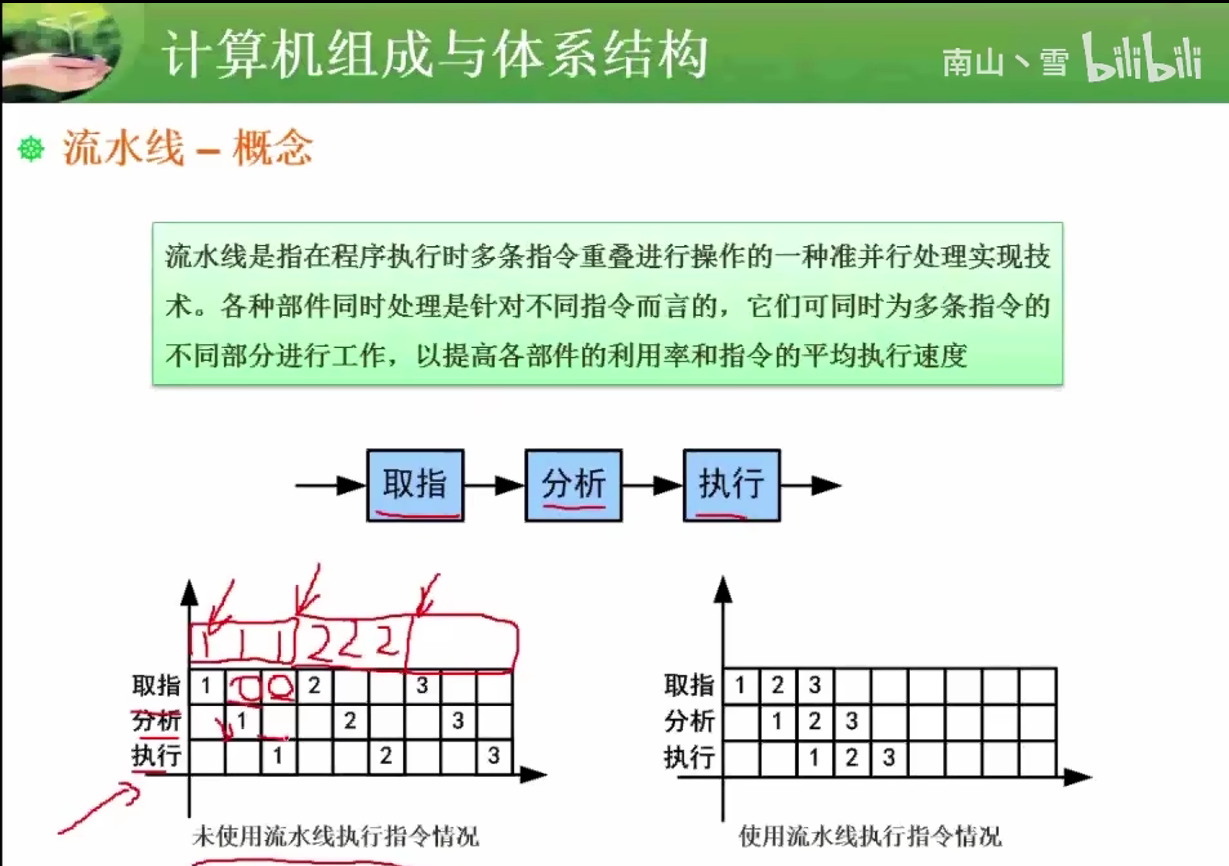 计算机组成与体系结构
南山丶雪 bilibili
流水线 – 概念
流水线是指在程序执行时多条指令重叠进行操作的一种准并行处理实现技
术。各种部件同时处理是针对不同指令而言的，它们可同时为多条指令的
不同部分进行工作，以提高各部件的利用率和指令的平均执行速度
取指 分析 执行
1 1 1 2 2 2
取指 1 0 0 2 3
分析 1 2 3
执行 1 2 3
未使用流水线执行指令情况
取指 1 2 3
分析 1 2 3
执行 1 2 3
使用流水线执行指令情况